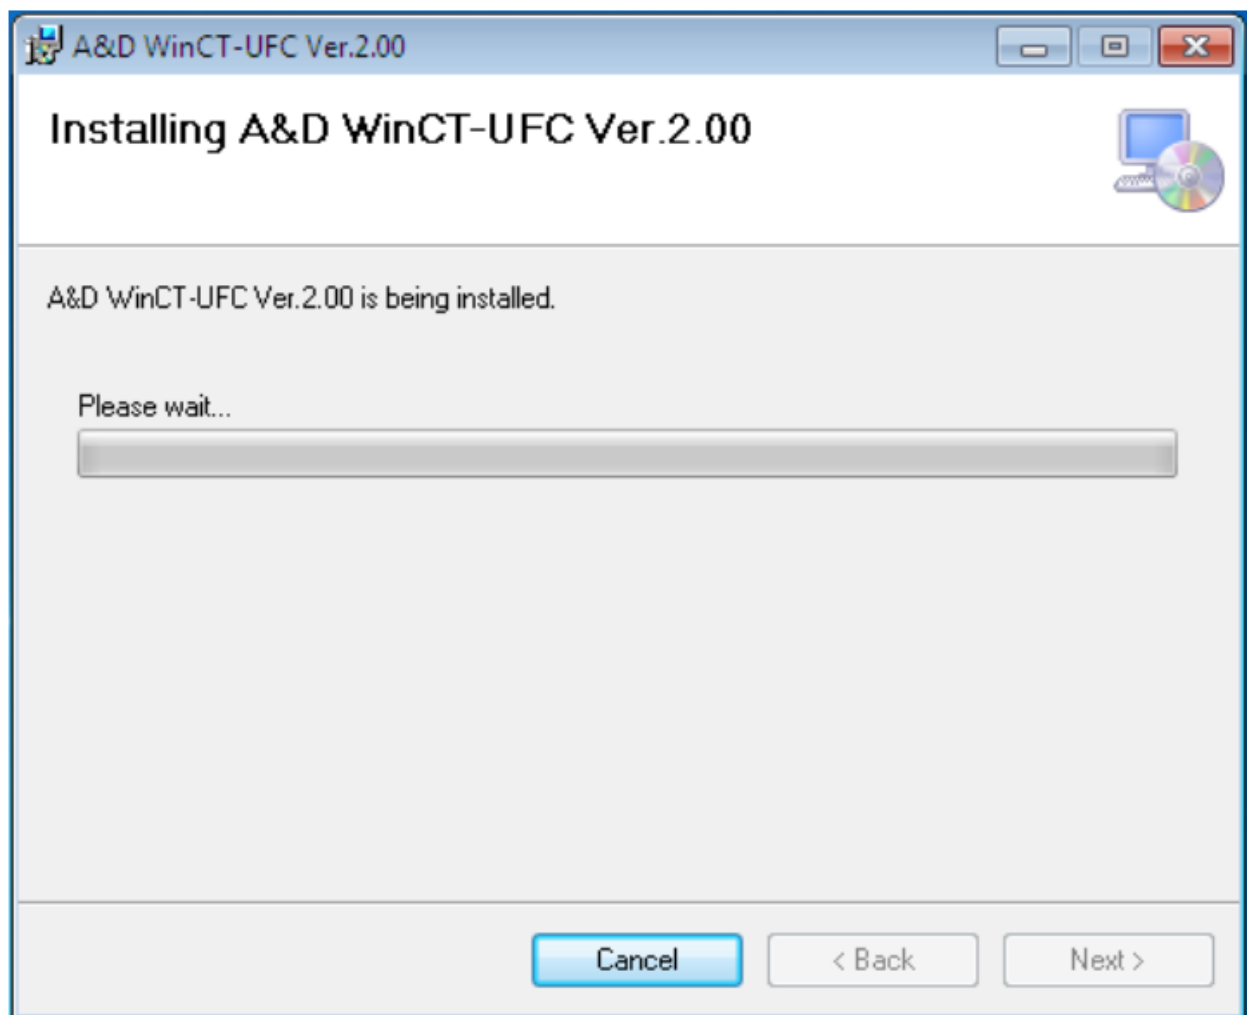 A&D WinCT-UFC Ver.2.00
Installing A&D WinCT-UFC Ver.2.00
A&D WinCT-UFC Ver.2.00 is being installed.
Please wait...
Cancel
< Back
Next >